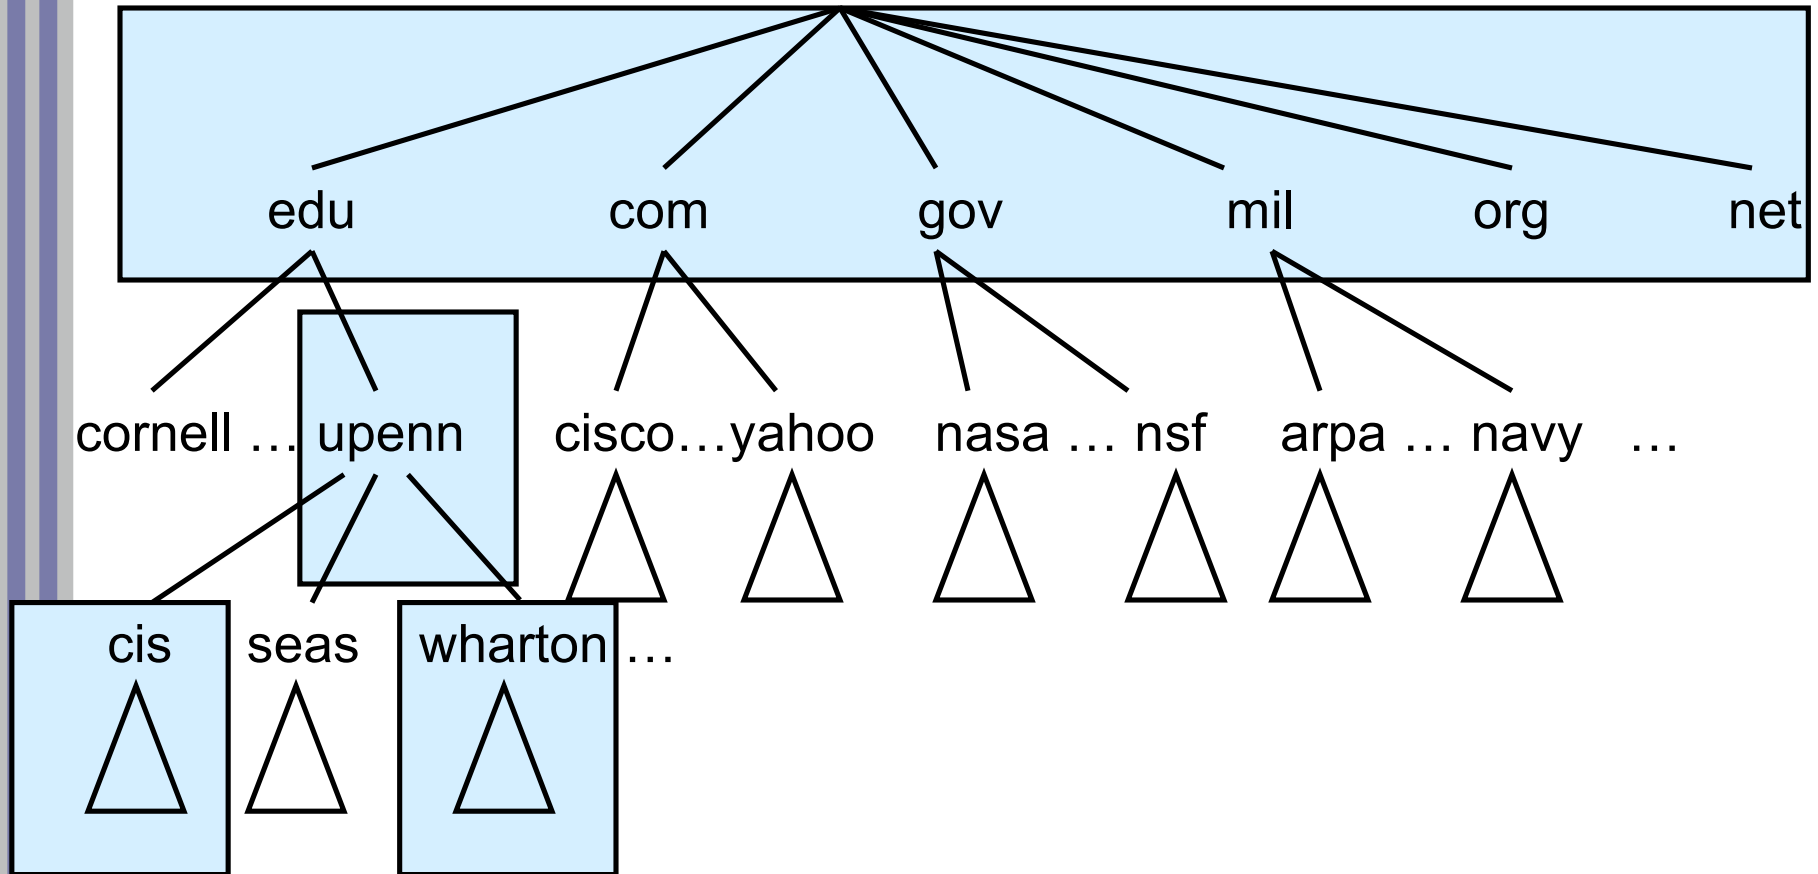 edu com gov mil org net
cornell … upenn cisco…yahoo nasa … nsf arpa … navy …
cis seas wharton …